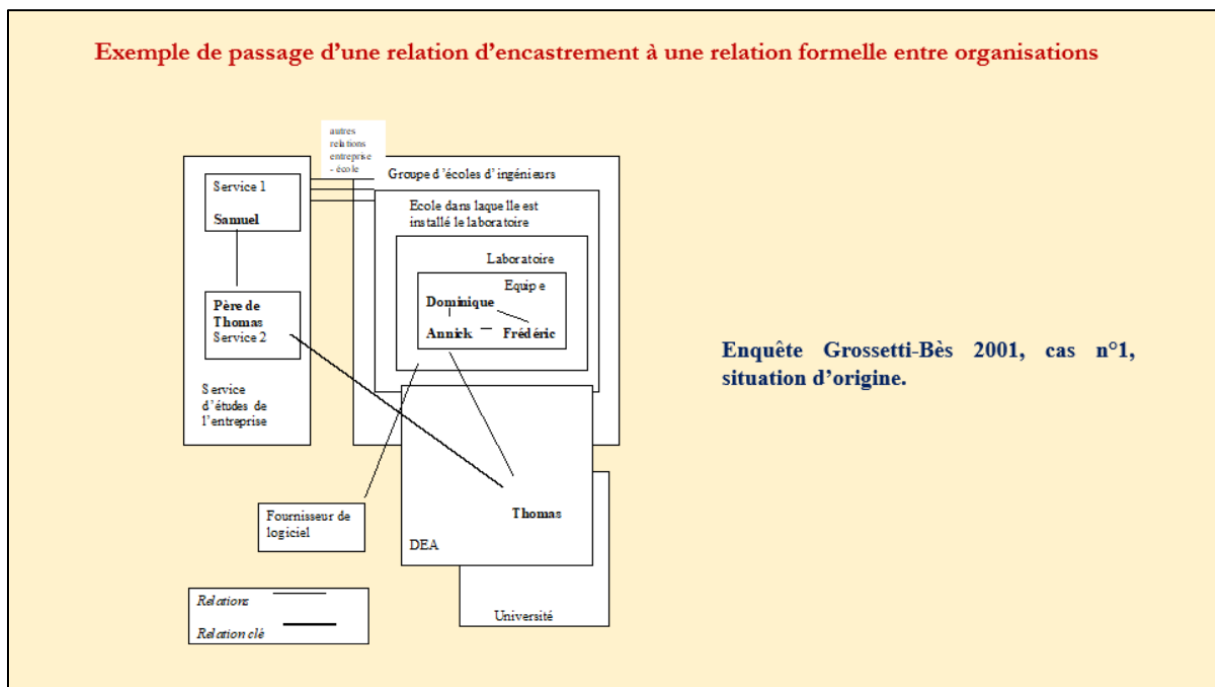 Exemple de passage d'une relation d'encastrement à une relation formelle entre organisations
autres
relations
entreprise
- école
Service 1
Samuel
Père de
Thomas
Service 2
Service
d'études de
l'entreprise
Groupe d'écoles d'ingénieurs
Ecole dans laquelle est
installé le laboratoire
Laboratoire
Equipe
Dominique
Annick
Frédéric
Enquête Grossetti-Bès 2001, cas n°1,
situation d'origine.
Fournisseur de
logiciel
Thomas
DEA
Université
Relations
Relation clé